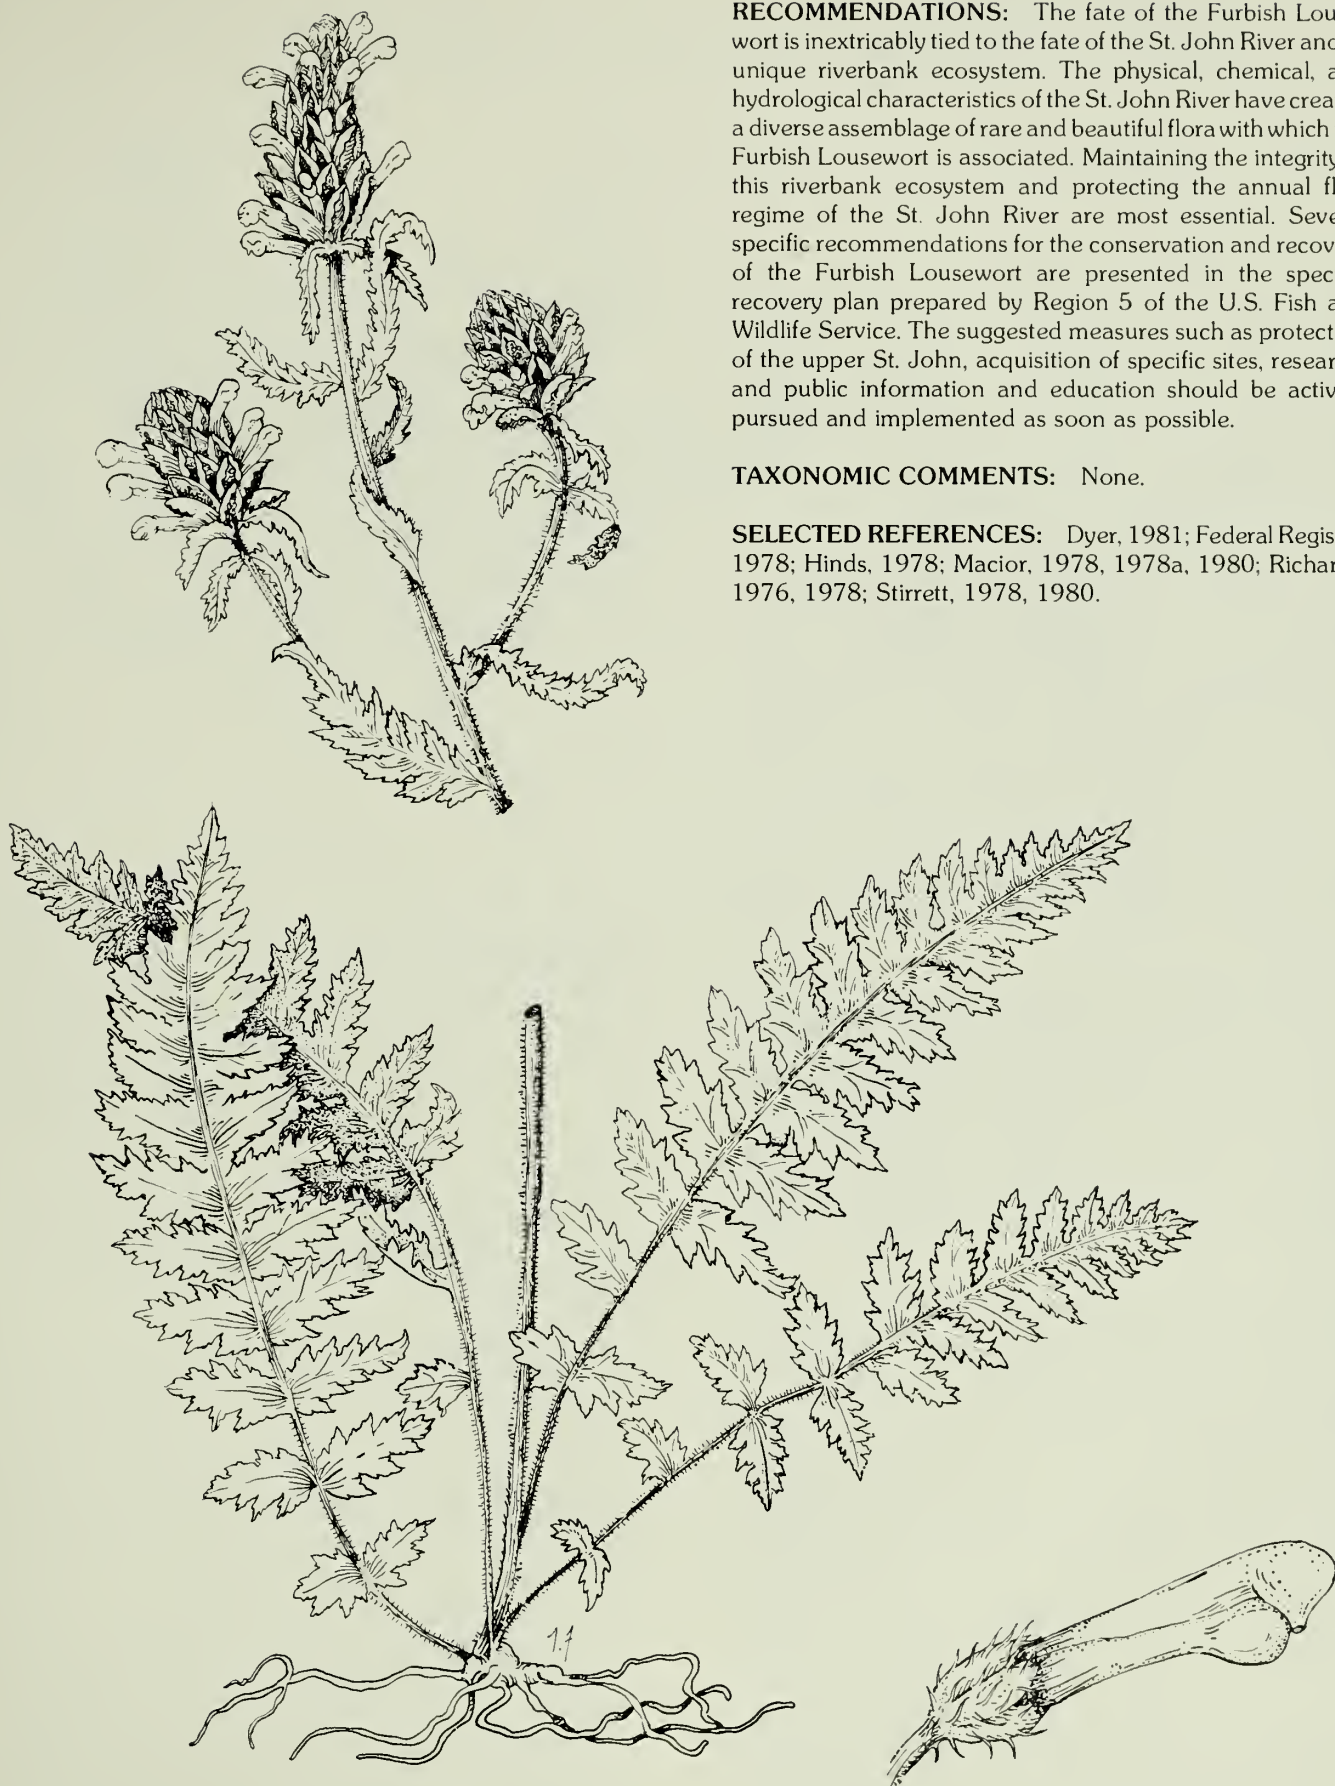 RECOMMENDATIONS: The fate of the Furbish Lou
wort is inextricably tied to the fate of the St. John River and
unique riverbank ecosystem. The physical, chemical, a
hydrological characteristics of the St. John River have crea
a diverse assemblage of rare and beautiful flora with which
Furbish Lousewort is associated. Maintaining the integrity
this riverbank ecosystem and protecting the annual fl
regime of the St. John River are most essential. Seve
specific recommendations for the conservation and recov
of the Furbish Lousewort are presented in the spec
recovery plan prepared by Region 5 of the U.S. Fish a
Wildlife Service. The suggested measures such as protect
of the upper St. John, acquisition of specific sites, resear
and public information and education should be activ
pursued and implemented as soon as possible.
TAXONOMIC COMMENTS: None.
SELECTED REFERENCES: Dyer, 1981; Federal Regis
1978; Hinds, 1978; Macior, 1978, 1978a, 1980; Richar
1976, 1978; Stirrett, 1978, 1980.